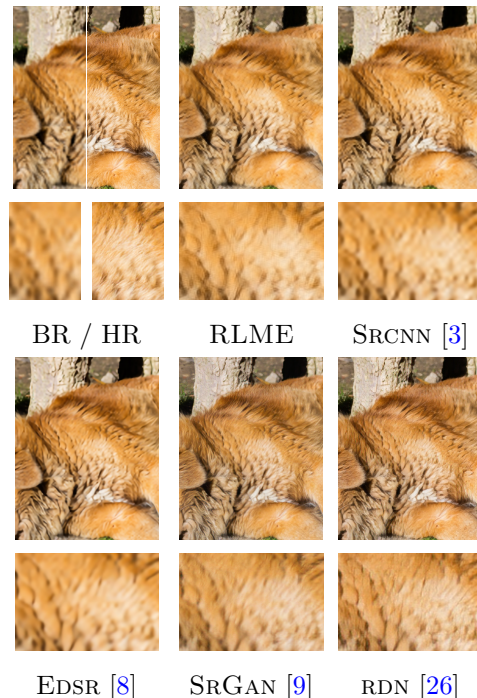 BR / HR RLME SRCNN [3]
EDSR [8] SRGAN [9] RDN [26]